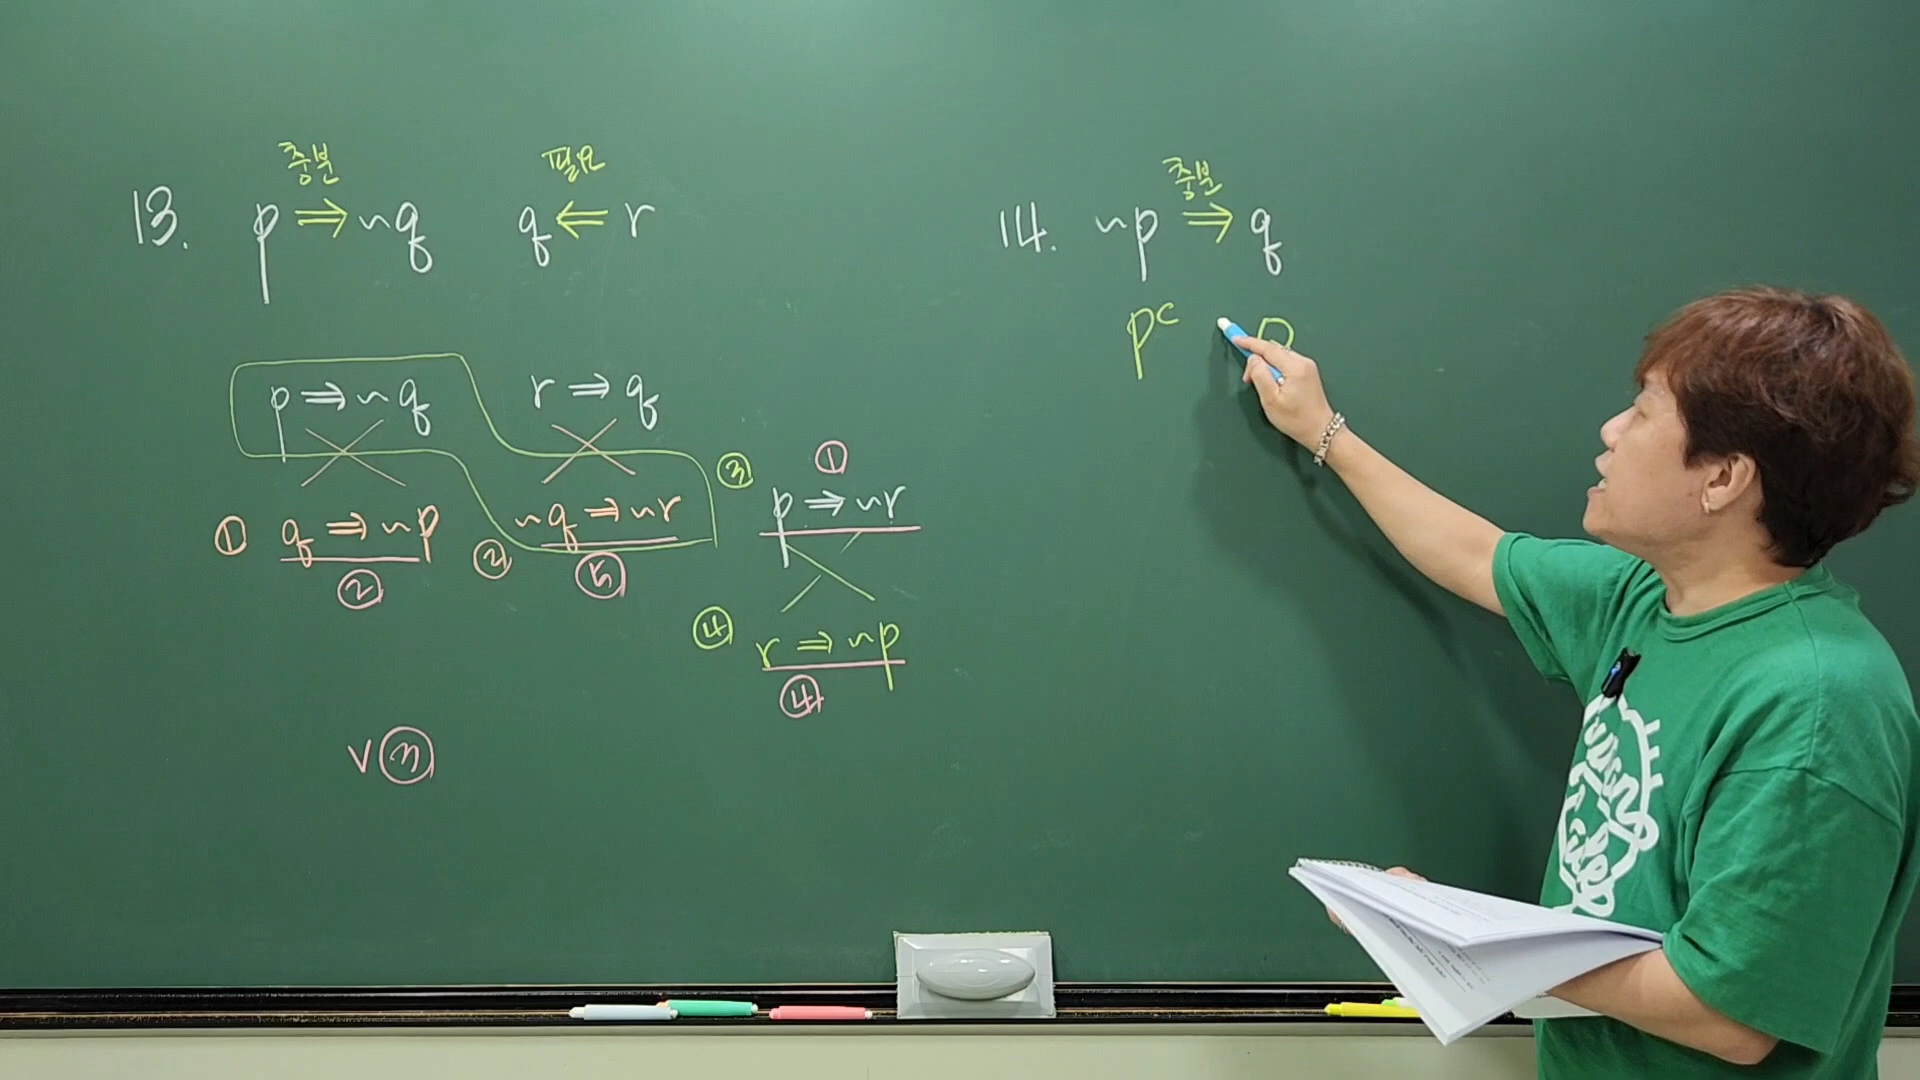 충분 필요
13. p ⇒ ~q q ⇐ r
p ⇒ ~q r ⇒ q
① q ⇒ ~p ② ~q ⇒ ~r
② ⑤
③ ①
p ⇒ ~r
④ r ⇒ ~p
④
V ③
충분
14. ~p ⇒ q
P^C